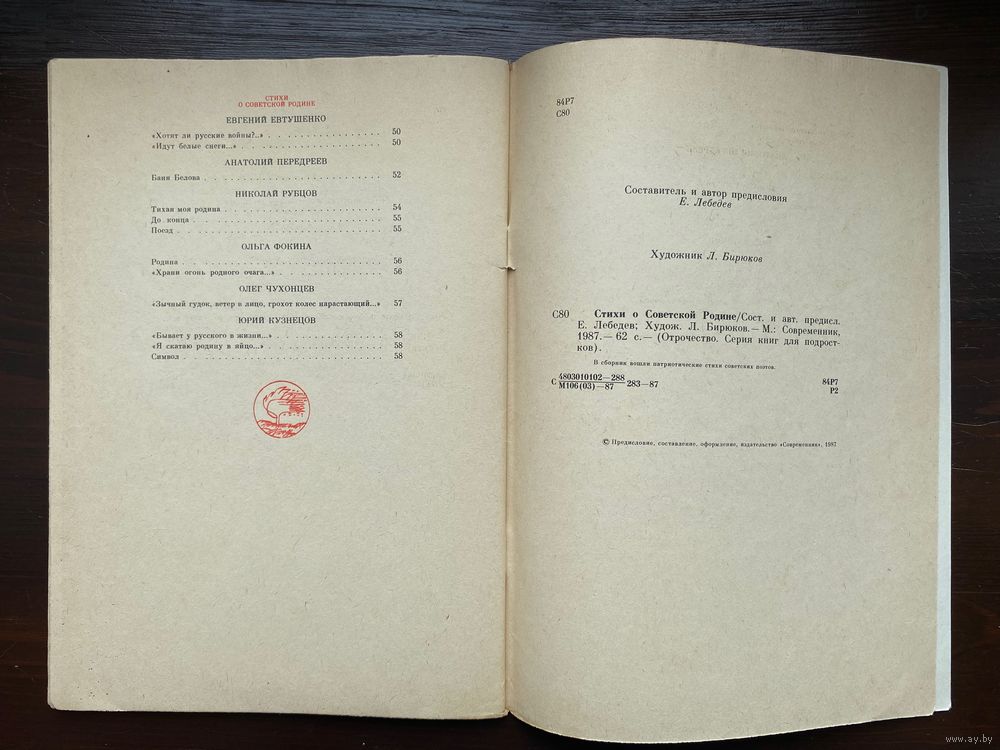 СТИХИ
О СОВЕТСКОЙ РОДИНЕ
ЕВГЕНИЙ ЕВТУШЕНКО
«Хотят ли русские войны?..» . . . . . . . . . . . . . . 50
«Идут белые снеги...» . . . . . . . . . . . . . . . . . 50
АНАТОЛИЙ ПЕРЕДРЕЕВ
Баня Белова . . . . . . . . . . . . . . . . . . . . . 52
НИКОЛАЙ РУБЦОВ
Тихая моя родина . . . . . . . . . . . . . . . . . . . 54
До конца . . . . . . . . . . . . . . . . . . . . . . 55
Поезд . . . . . . . . . . . . . . . . . . . . . . . 55
ОЛЬГА ФОКИНА
Родина . . . . . . . . . . . . . . . . . . . . . . . 56
«Храни огонь родного очага...» . . . . . . . . . . . . . 56
ОЛЕГ ЧУХОНЦЕВ
«Зычный гудок, ветер в лицо, грохот колес нарастающий...» 57
ЮРИЙ КУЗНЕЦОВ
«Бывает у русского в жизни...» . . . . . . . . . . . . . 58
«Я скатаю родину в яйцо...» . . . . . . . . . . . . . . 58
Символ . . . . . . . . . . . . . . . . . . . . . . . 58
84Р7
С80
Составитель и автор предисловия
Е. Лебедев
Художник Л. Бирюков
С80 Стихи о Советской Родине/Сост. и авт. предисл.
Е. Лебедев; Худож. Л. Бирюков.— М.: Современник,
1987.— 62 с.— (Отрочество. Серия книг для подрост-
ков).
В сборник вошли патриотические стихи советских поэтов.
4803010102—288
С М106(03)—87 283—87
84Р7
Р2
© Предисловие, составление, оформление, издательство «Современник», 1987
www.ay.by